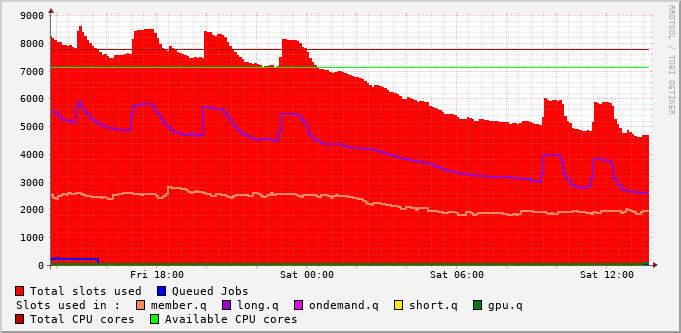 9000
8000
7000
6000
5000
4000
3000
2000
1000
0
Fri 18:00 Sat 00:00 Sat 06:00 Sat 12:00
Total slots used Queued Jobs
Slots used in : member.q long.q ondemand.q short.q gpu.q
Total CPU cores Available CPU cores
RRDTOOL / TOBI OETIKER